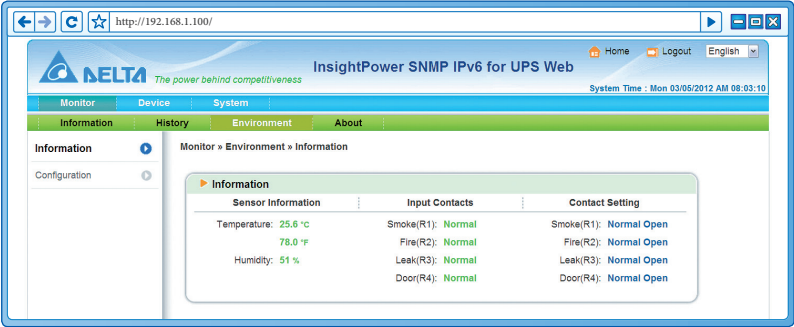 http://192.168.1.100/
Home Logout English
DELTA The power behind competitiveness InsightPower SNMP IPv6 for UPS Web
System Time : Mon 03/05/2012 AM 08:03:10
Monitor Device System
Information History Environment About
Information
Configuration
Monitor » Environment » Information
Information
Sensor Information Input Contacts Contact Setting
Temperature: 25.6 °C Smoke(R1): Normal Smoke(R1): Normal Open
78.0 °F Fire(R2): Normal Fire(R2): Normal Open
Humidity: 51 % Leak(R3): Normal Leak(R3): Normal Open
Door(R4): Normal Door(R4): Normal Open